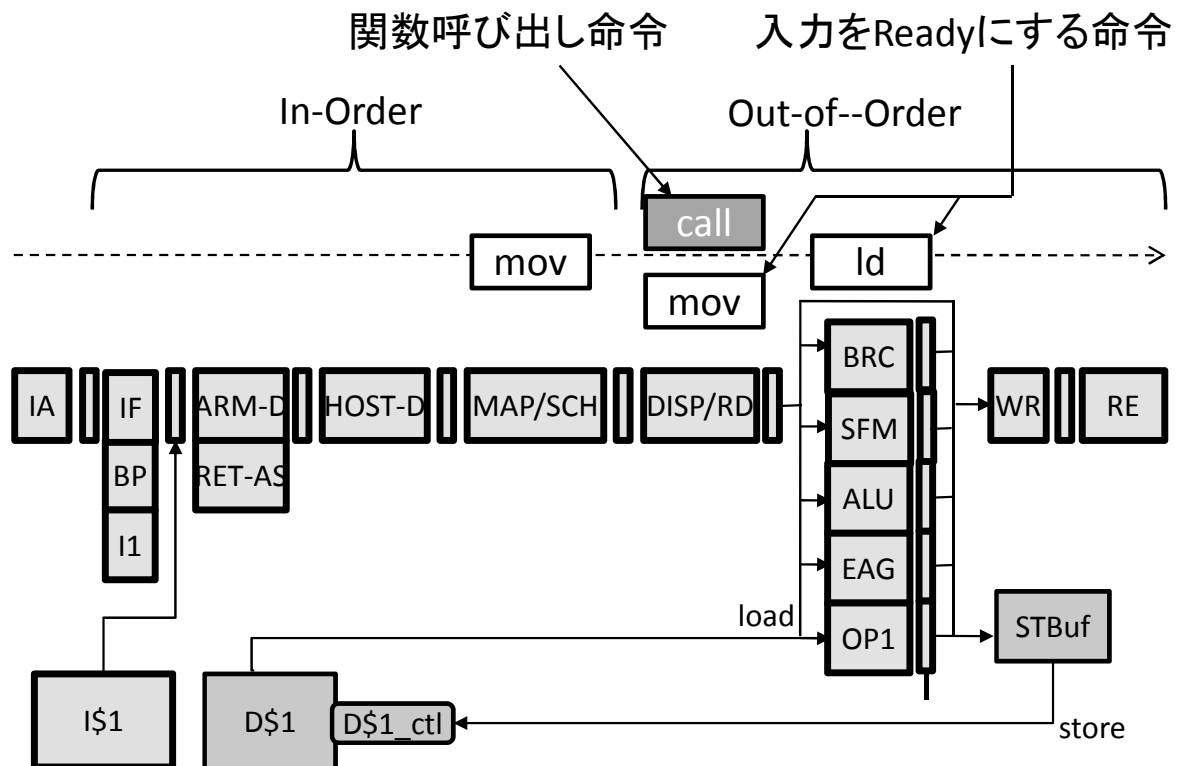 関数呼び出し命令
入力をReadyにする命令
In-Order
Out-of--Order
call
mov
ld
mov
IA
IF
ARM-D
HOST-D
MAP/SCH
DISP/RD
BRC
WR
RE
BP
RET-AS
SFM
I1
ALU
EAG
load
OP1
STBuf
I$1
D$1
D$1_ctl
store